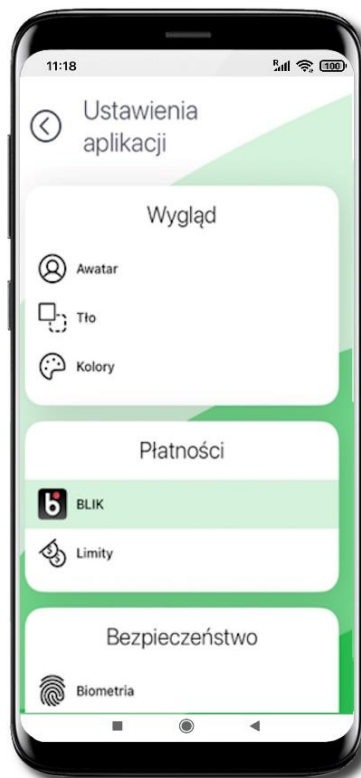 11:18
R
100
Ustawienia
aplikacji
Wygląd
Awatar
Tło
Kolory
Płatności
b
BLIK
Limity
Bezpieczeństwo
Biometria